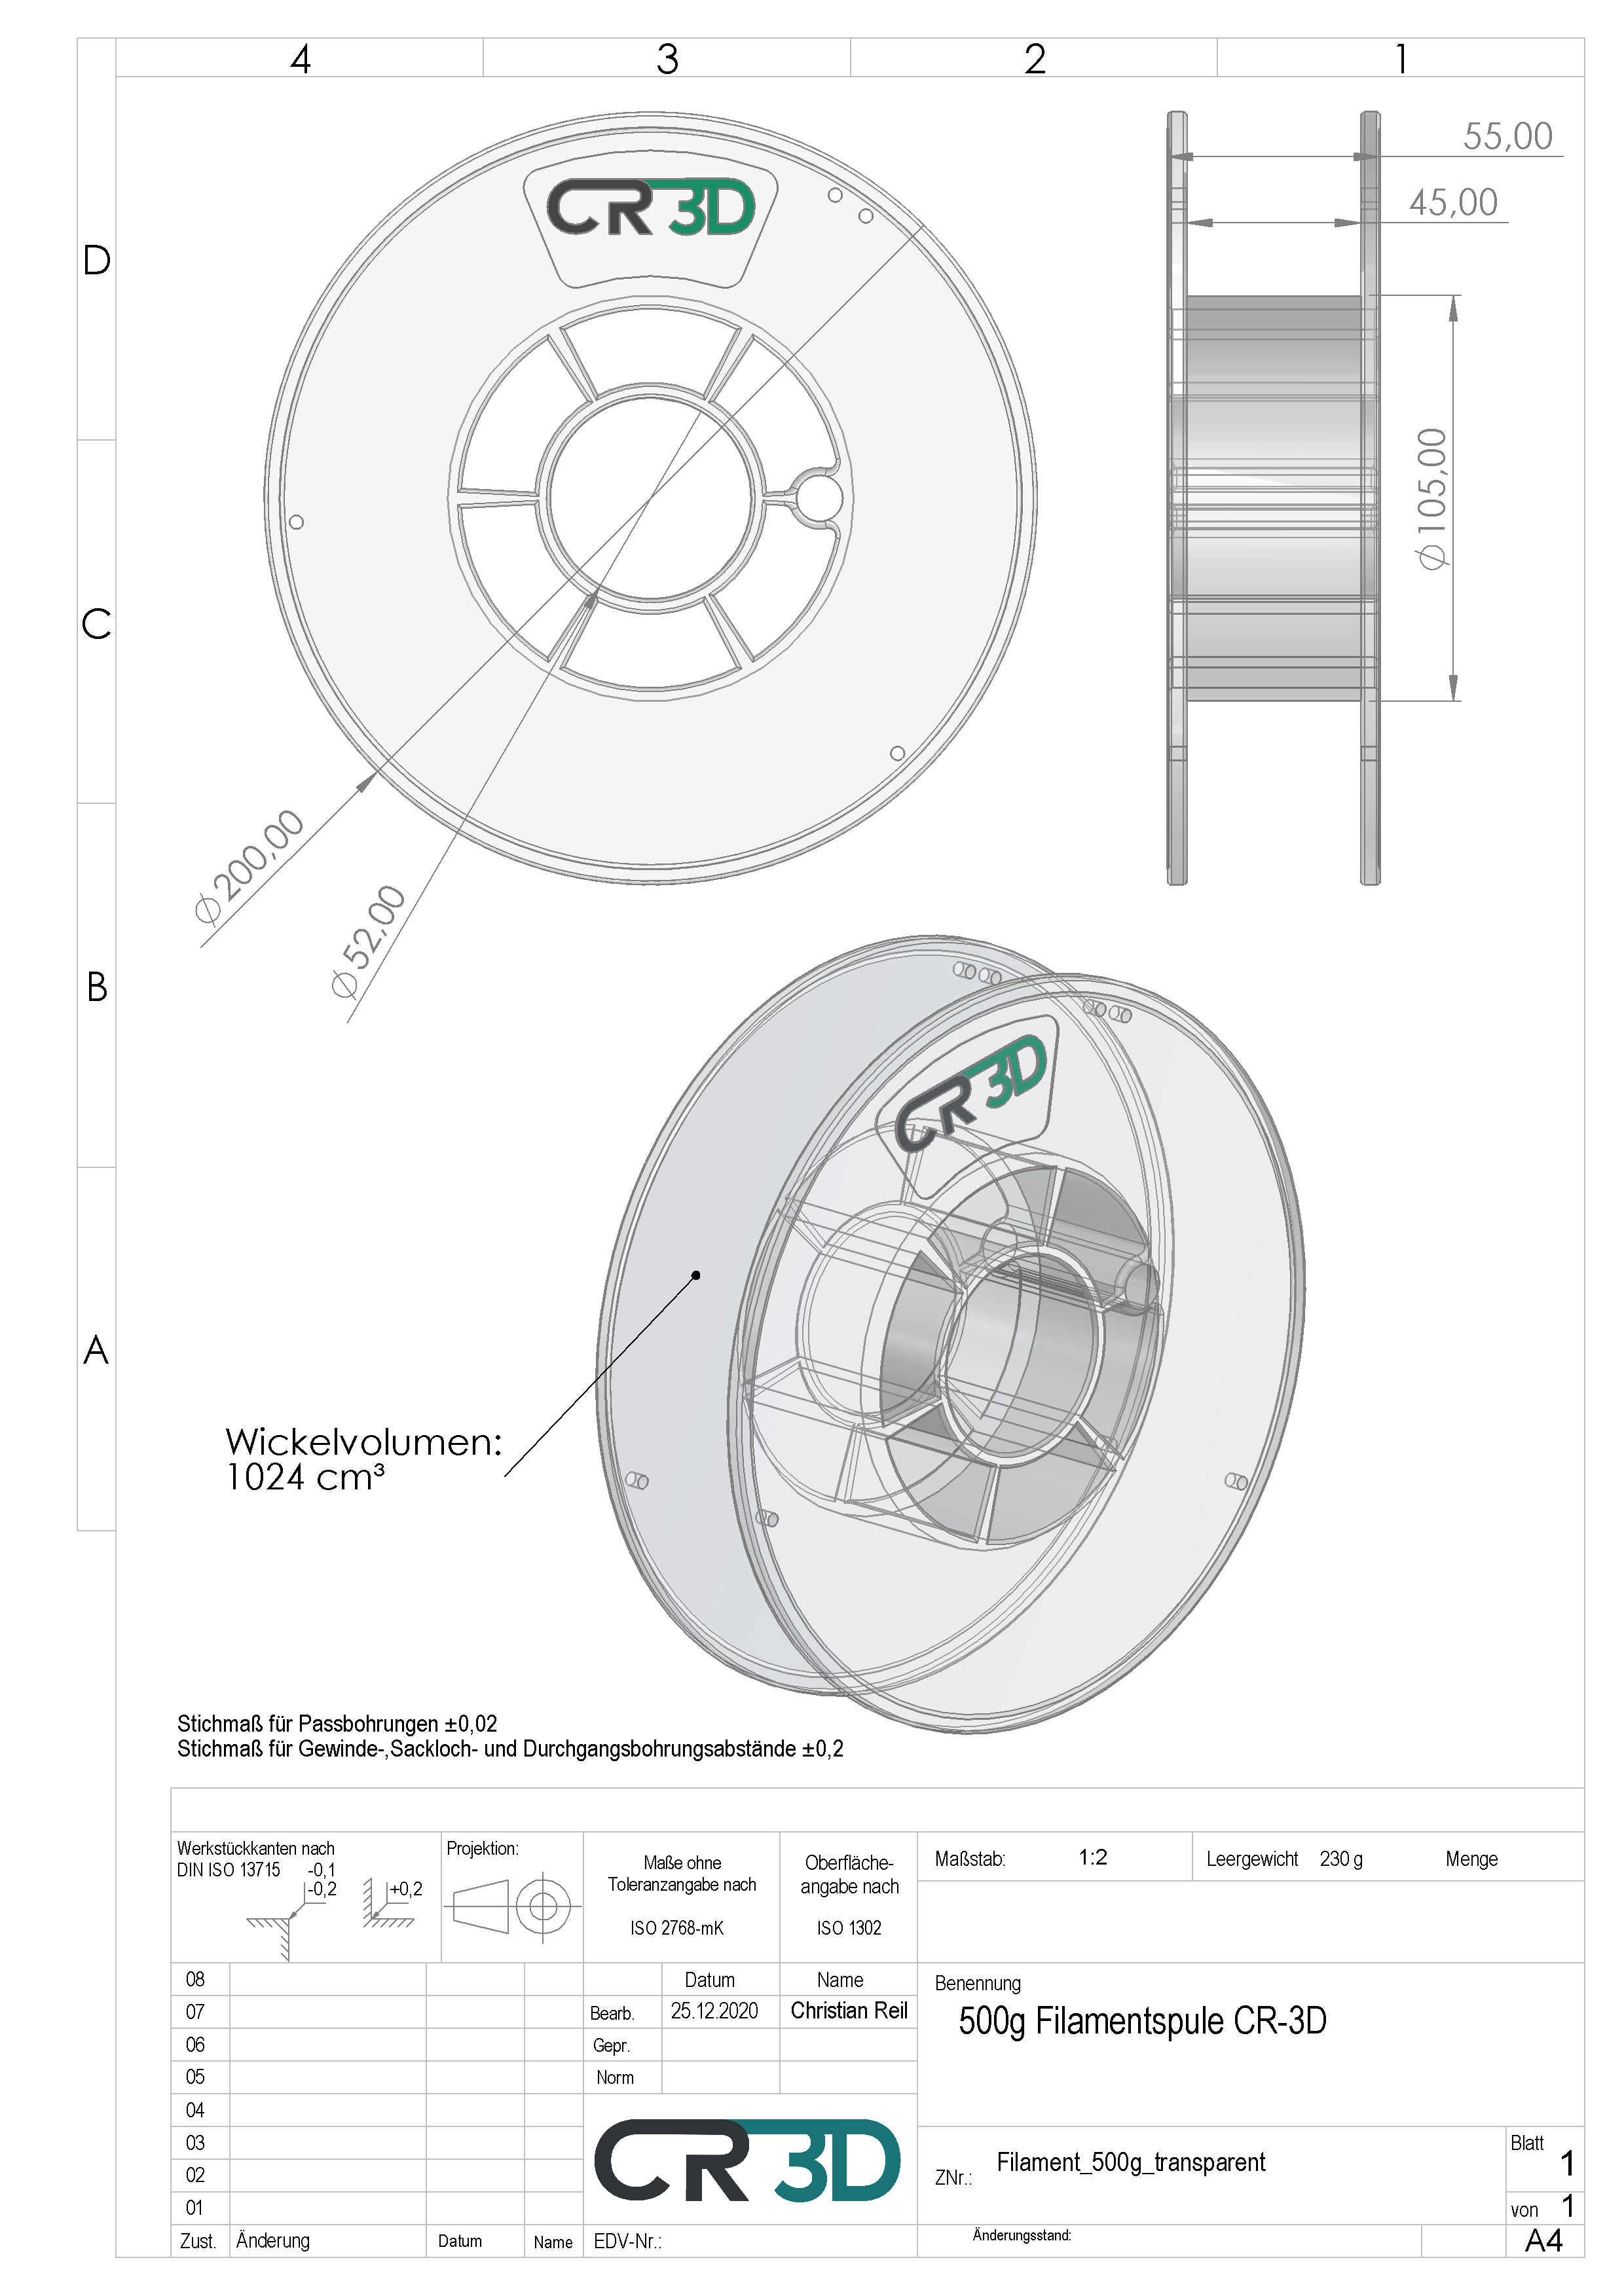 4 3 2 1
D
C
B
A
CR3D
55,00
45,00
⌀105,00
⌀200,00
⌀52,00
CR3D
Wickelvolumen:
1024 cm³
Stichmaß für Passbohrungen ±0,02
Stichmaß für Gewinde-,Sackloch- und Durchgangsbohrungsabstände ±0,2
Werkstückkanten nach
DIN ISO 13715 -0,1
-0,2 +0,2
Projektion:
Maße ohne
Toleranzangabe nach
ISO 2768-mK
Oberfläche-
angabe nach
ISO 1302
Maßstab: 1:2
Leergewicht 230 g Menge
08
07
06
05
04
03
02
01
Zust. Änderung Datum Name
Datum Name
Bearb. 25.12.2020 Christian Reil
Gepr.
Norm
CR3D
EDV-Nr.:
Benennung
500g Filamentspule CR-3D
ZNr.: Filament_500g_transparent
Blatt 1
von 1
Änderungsstand:
A4